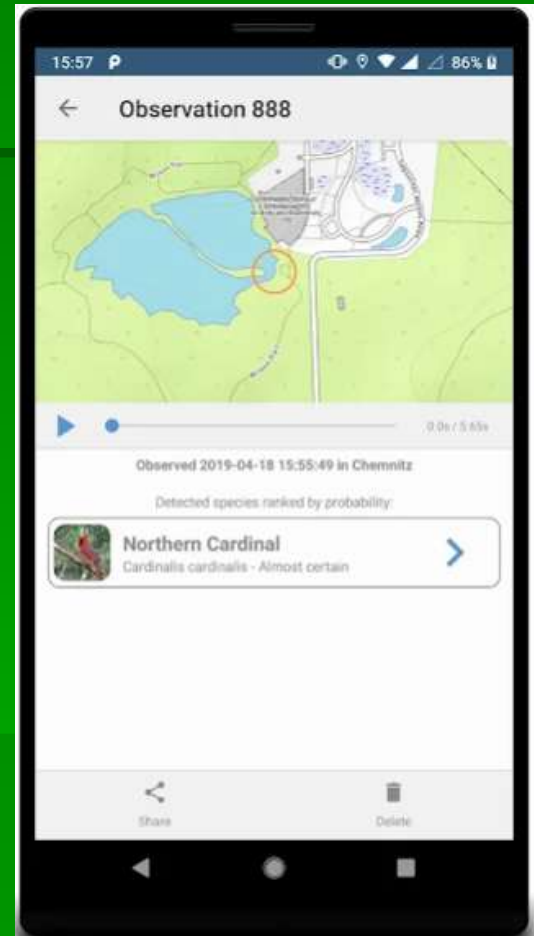 15:57
86%
Observation 888
0.0s / 5.65s
Observed 2019-04-18 15:55:49 in Chemnitz
Detected species ranked by probability:
Northern Cardinal
Cardinalis cardinalis - Almost certain
Share
Delete